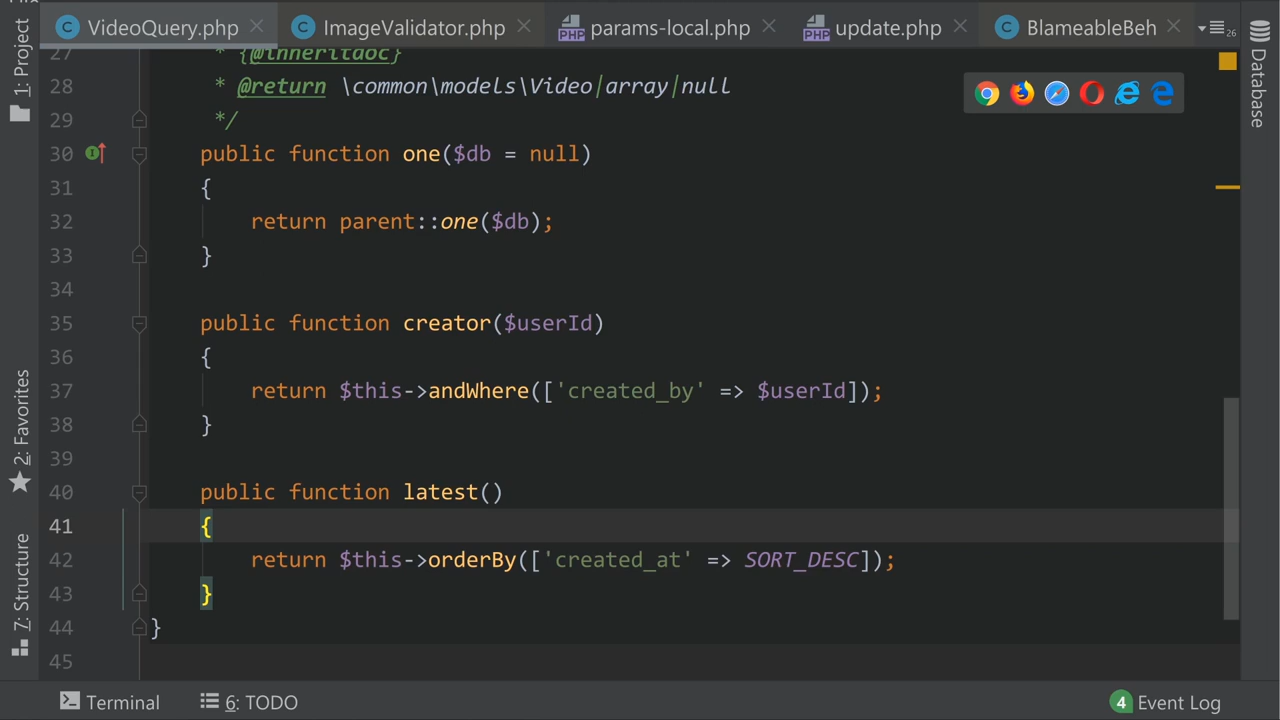 VideoQuery.php
ImageValidator.php
params-local.php
update.php
BlameableBeh
26
1: Project
2: Favorites
7: Structure
Database
27 * {@inheritdoc}
28 * @return \common\models\Video|array|null
29 */
30 public function one($db = null)
31 {
32 return parent::one($db);
33 }
34
35 public function creator($userId)
36 {
37 return $this->andWhere(['created_by' => $userId]);
38 }
39
40 public function latest()
41 {
42 return $this->orderBy(['created_at' => SORT_DESC]);
43 }
44 }
45
Terminal
6: TODO
4 Event Log